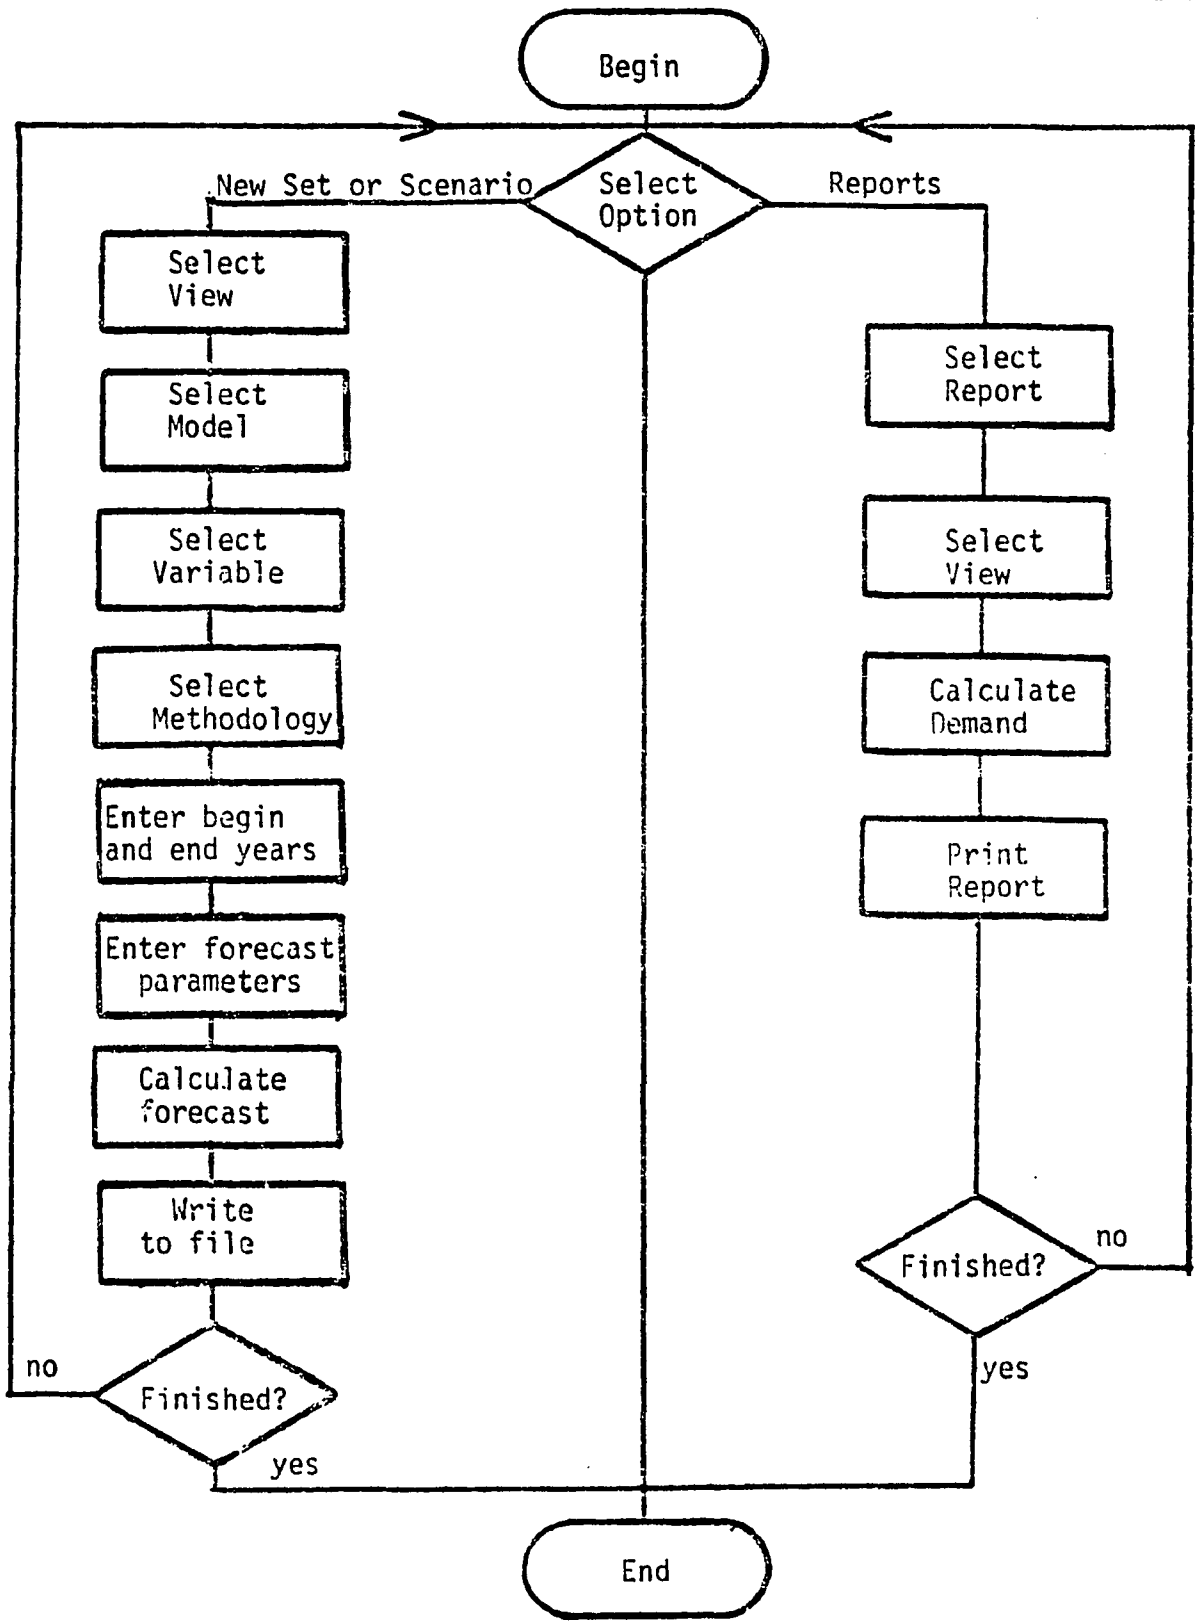 Begin
Select
Option
New Set or Scenario
Reports
Select
View
Select
Model
Select
Variable
Select
Methodology
Enter begin
and end years
Enter forecast
parameters
Calculate
forecast
Write
to file
Finished?
no
yes
Select
Report
Select
View
Calculate
Demand
Print
Report
Finished?
no
yes
End